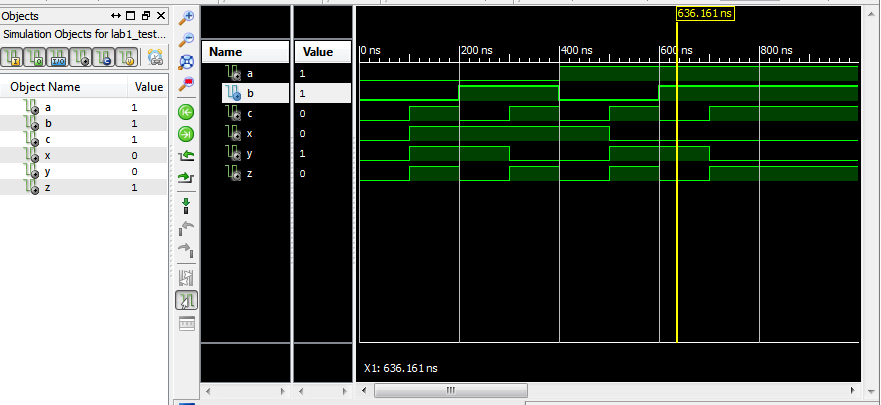 Objects
Simulation Objects for lab1_test...
Object Name Value
a 1
b 1
c 1
x 0
y 0
z 1
Name Value
a 1
b 1
c 0
x 0
y 1
z 0
636.161 ns
0 ns 200 ns 400 ns 600 ns 800 ns
X1: 636.161 ns